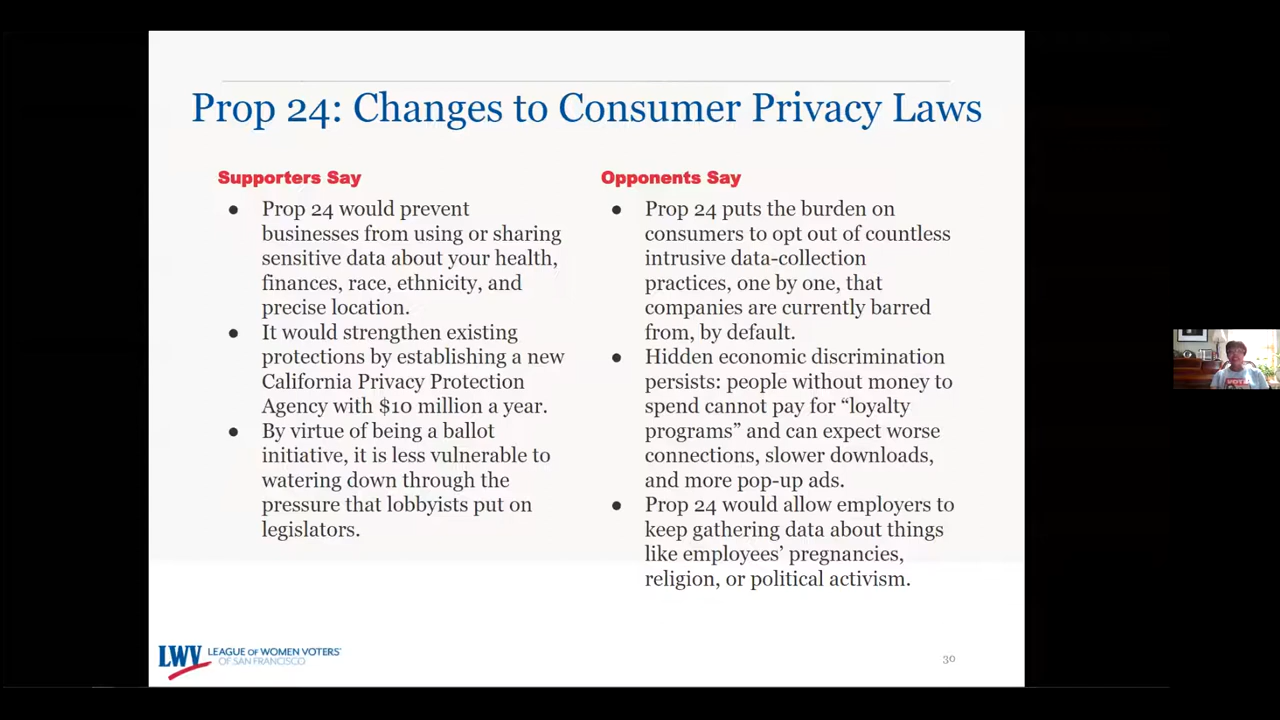 Prop 24: Changes to Consumer Privacy Laws
Supporters Say
● Prop 24 would prevent
businesses from using or sharing
sensitive data about your health,
finances, race, ethnicity, and
precise location.
● It would strengthen existing
protections by establishing a new
California Privacy Protection
Agency with $10 million a year.
● By virtue of being a ballot
initiative, it is less vulnerable to
watering down through the
pressure that lobbyists put on
legislators.
Opponents Say
● Prop 24 puts the burden on
consumers to opt out of countless
intrusive data-collection
practices, one by one, that
companies are currently barred
from, by default.
● Hidden economic discrimination
persists: people without money to
spend cannot pay for “loyalty
programs” and can expect worse
connections, slower downloads,
and more pop-up ads.
● Prop 24 would allow employers to
keep gathering data about things
like employees’ pregnancies,
religion, or political activism.
LWV LEAGUE OF WOMEN VOTERS®
OF SAN FRANCISCO
30
VOTE